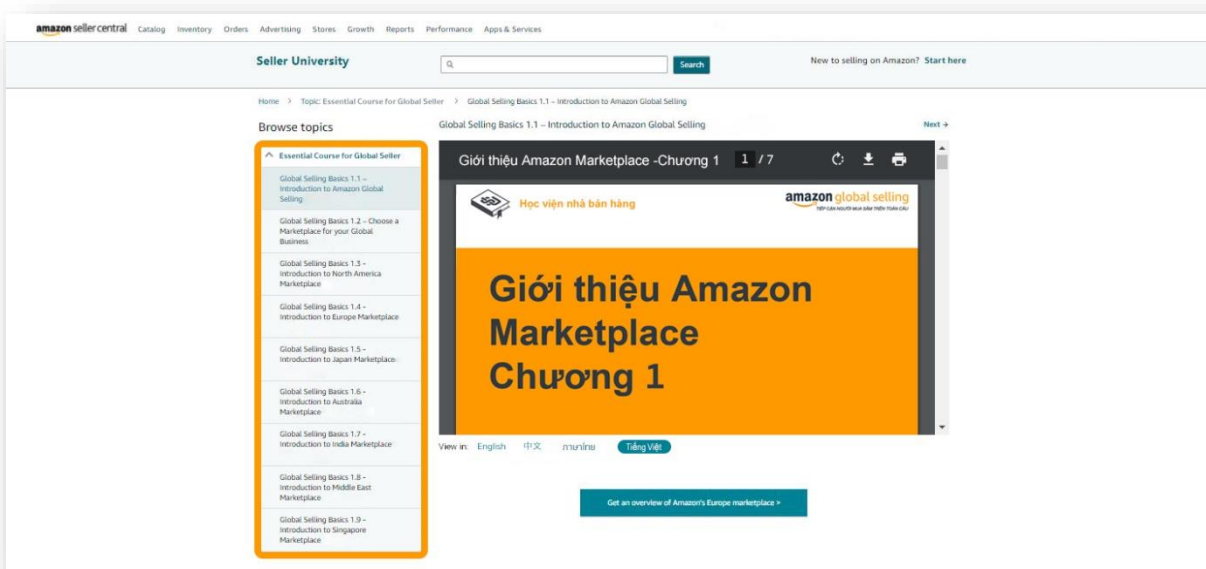 amazon seller central Catalog Inventory Orders Advertising Stores Growth Reports Performance Apps & Services
Seller University
Search
New to selling on Amazon? Start here
Home > Topic: Essential Course for Global Seller > Global Selling Basics 1.1 – Introduction to Amazon Global Selling
Browse topics
Essential Course for Global Seller
Global Selling Basics 1.1 –
Introduction to Amazon Global
Selling
Global Selling Basics 1.2 – Choose a
Marketplace for your Global
Business
Global Selling Basics 1.3 -
Introduction to North America
Marketplace
Global Selling Basics 1.4 -
Introduction to Europe Marketplace
Global Selling Basics 1.5 -
Introduction to Japan Marketplace
Global Selling Basics 1.6 -
Introduction to Australia
Marketplace
Global Selling Basics 1.7 -
Introduction to India Marketplace
Global Selling Basics 1.8 -
Introduction to Middle East
Marketplace
Global Selling Basics 1.9 -
Introduction to Singapore
Marketplace
Global Selling Basics 1.1 – Introduction to Amazon Global Selling
Next →
Giới thiệu Amazon Marketplace -Chương 1 1 / 7
Học viện nhà bán hàng
amazon global selling
TIẾP CẬN NGƯỜI MUA SẮM TRÊN TOÀN CẦU
Giới thiệu Amazon
Marketplace
Chương 1
View in: English 中文 ภาษาไทย Tiếng Việt
Get an overview of Amazon's Europe marketplace >